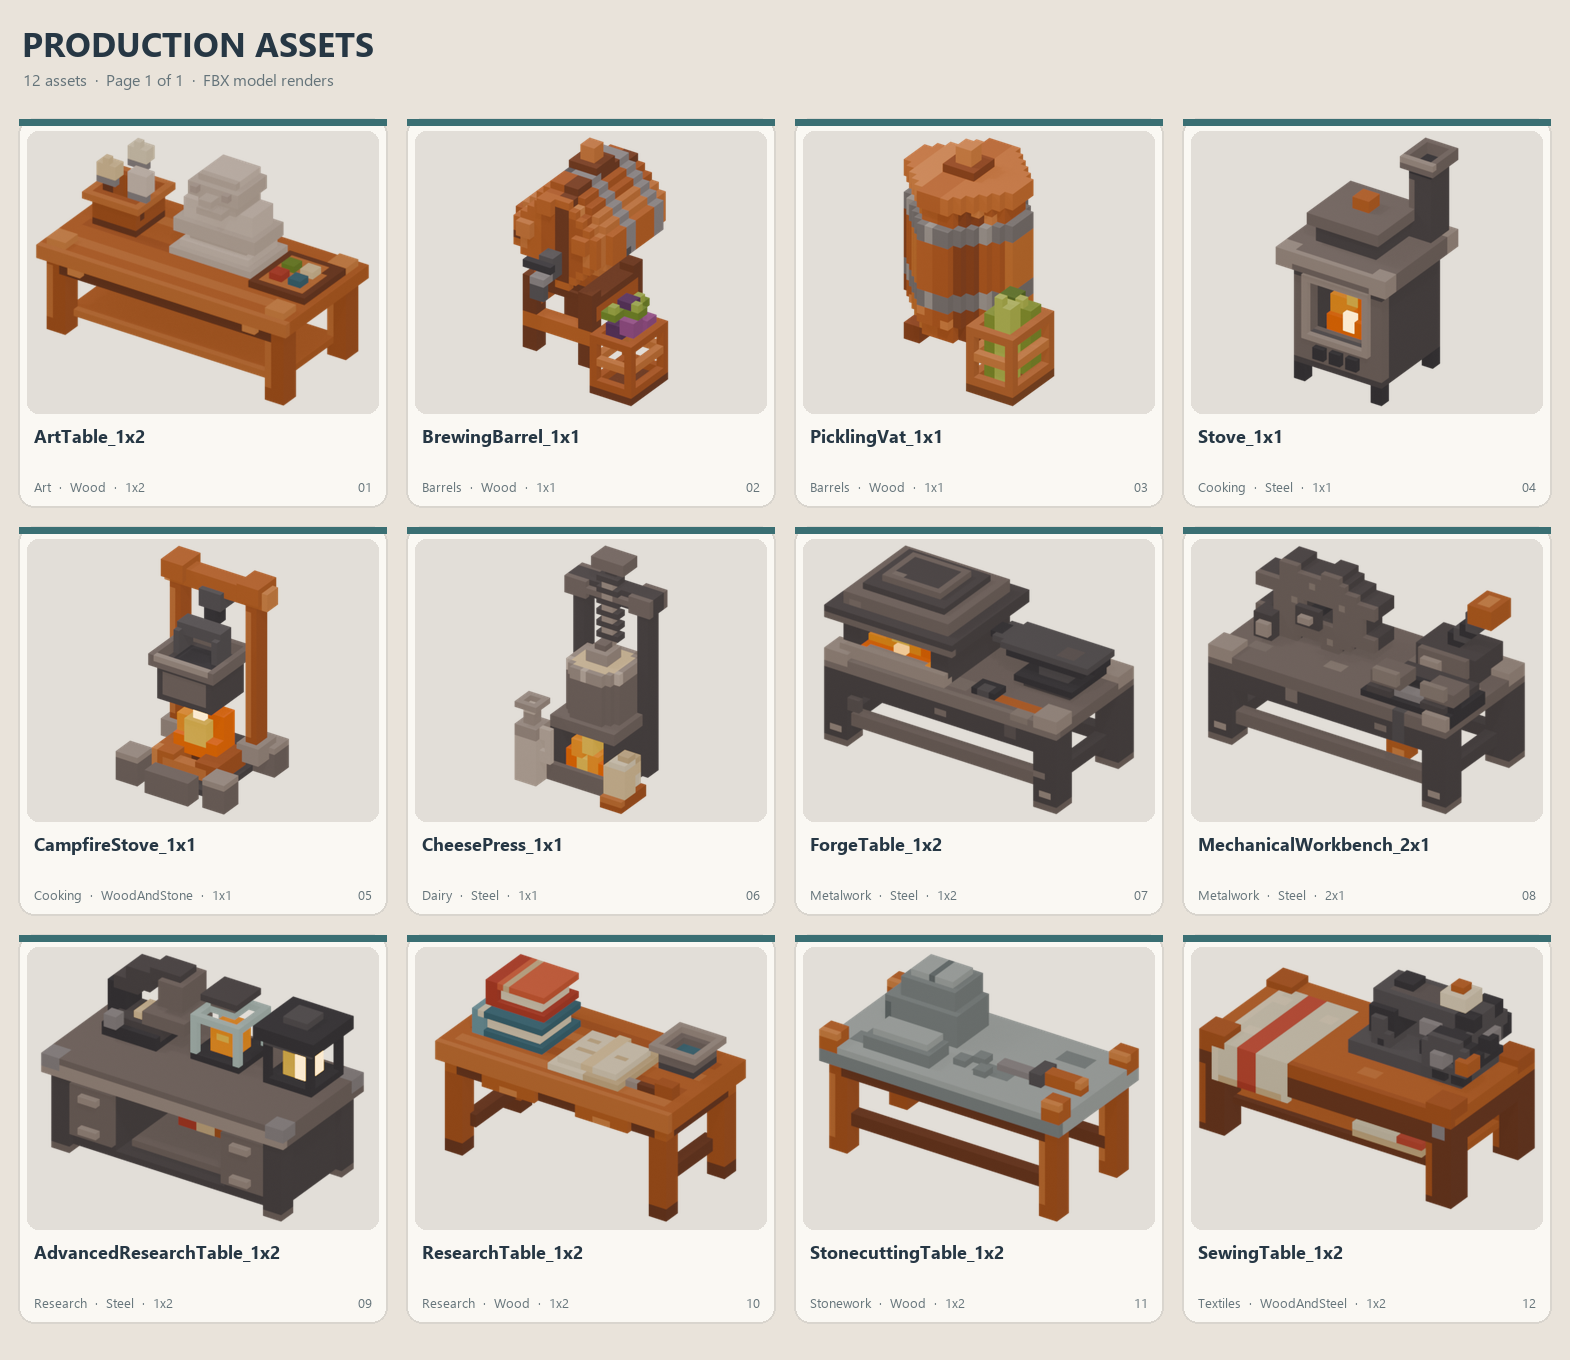 PRODUCTION ASSETS
12 assets · Page 1 of 1 · FBX model renders
ArtTable_1x2
Art · Wood · 1x2 01
BrewingBarrel_1x1
Barrels · Wood · 1x1 02
PicklingVat_1x1
Barrels · Wood · 1x1 03
Stove_1x1
Cooking · Steel · 1x1 04
CampfireStove_1x1
Cooking · WoodAndStone · 1x1 05
CheesePress_1x1
Dairy · Steel · 1x1 06
ForgeTable_1x2
Metalwork · Steel · 1x2 07
MechanicalWorkbench_2x1
Metalwork · Steel · 2x1 08
AdvancedResearchTable_1x2
Research · Steel · 1x2 09
ResearchTable_1x2
Research · Wood · 1x2 10
StonecuttingTable_1x2
Stonework · Wood · 1x2 11
SewingTable_1x2
Textiles · WoodAndSteel · 1x2 12